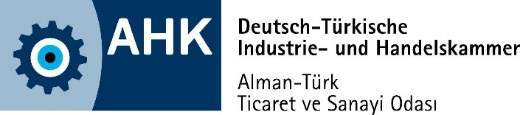 AHK
Deutsch-Türkische
Industrie- und Handelskammer
Alman-Türk
Ticaret ve Sanayi Odası